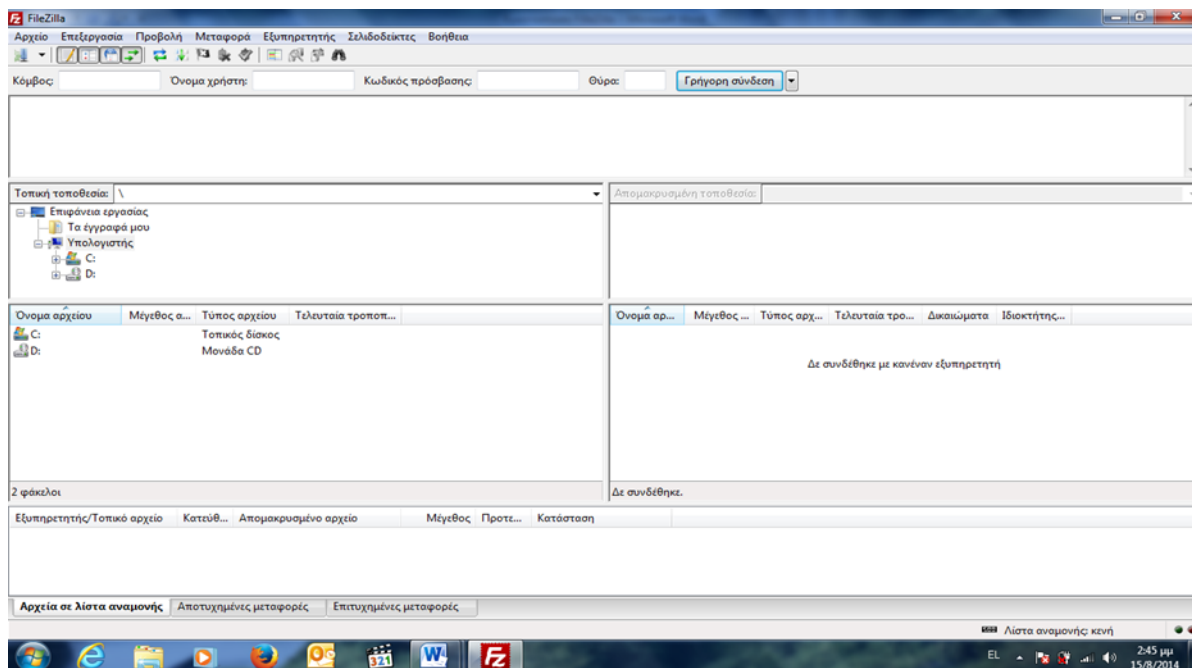 FileZilla
Αρχείο Επεξεργασία Προβολή Μεταφορά Εξυπηρετητής Σελιδοδείκτες Βοήθεια
Κόμβος: Όνομα χρήστη: Κωδικός πρόσβασης: Θύρα: Γρήγορη σύνδεση
Τοπική τοποθεσία: \
Απομακρυσμένη τοποθεσία:
Επιφάνεια εργασίας
Τα έγγραφά μου
Υπολογιστής
C:
D:
Όνομα αρχείου Μέγεθος α... Τύπος αρχείου Τελευταία τροποπ...
C: Τοπικός δίσκος
D: Μονάδα CD
2 φάκελοι
Όνομα αρ... Μέγεθος ... Τύπος αρχ... Τελευταία τρο... Δικαιώματα Ιδιοκτήτης...
Δε συνδέθηκε με κανέναν εξυπηρετητή
Δε συνδέθηκε.
Εξυπηρετητής/Τοπικό αρχείο Κατεύθ... Απομακρυσμένο αρχείο Μέγεθος Προτε... Κατάσταση
Αρχεία σε λίστα αναμονής Αποτυχημένες μεταφορές Επιτυχημένες μεταφορές
Λίστα αναμονής: κενή
321
EL 2:45 μμ
15/8/2014